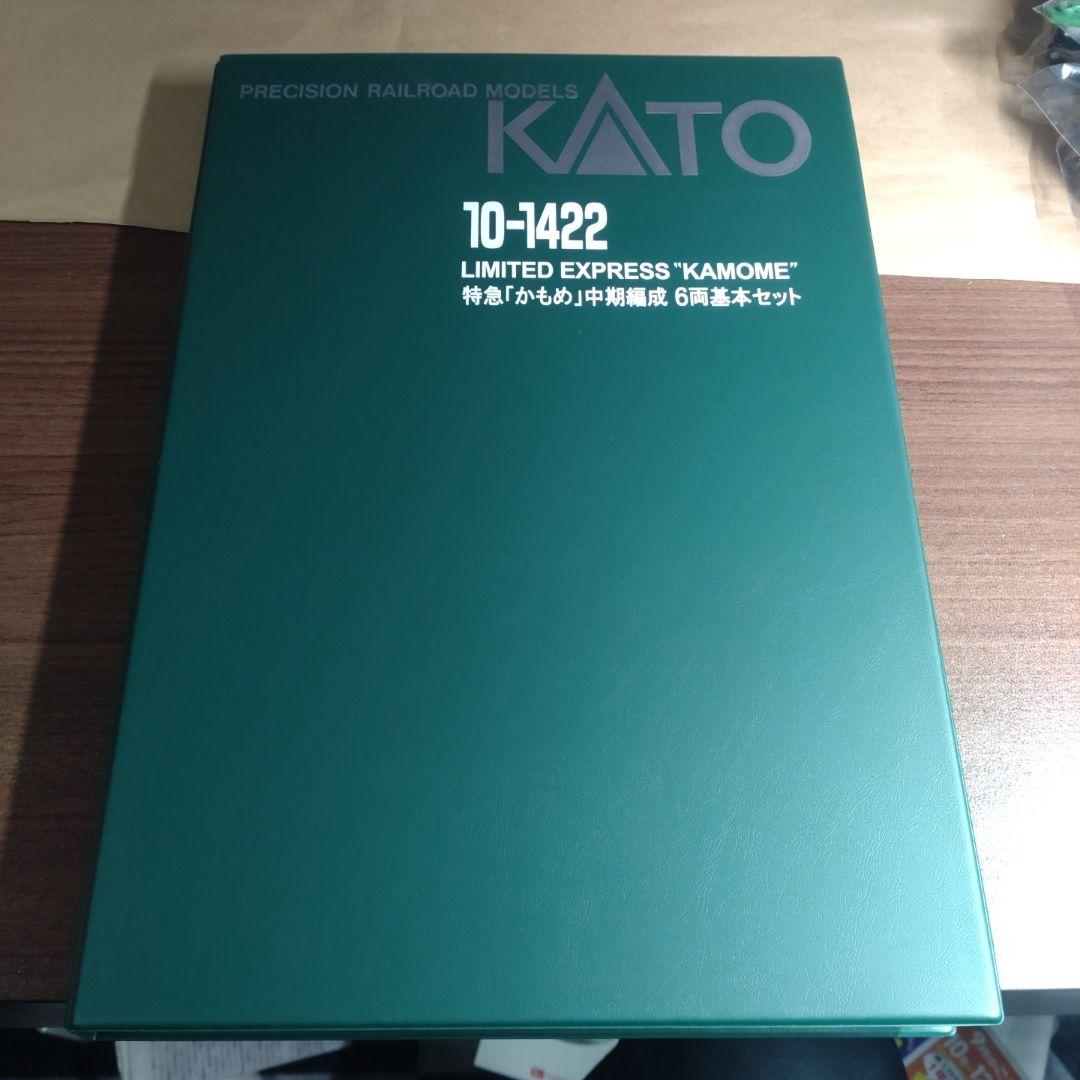 PRECISION RAILROAD MODELS
KATO
10-1422
LIMITED EXPRESS "KAMOME"
特急「かもめ」中期編成 6両基本セット